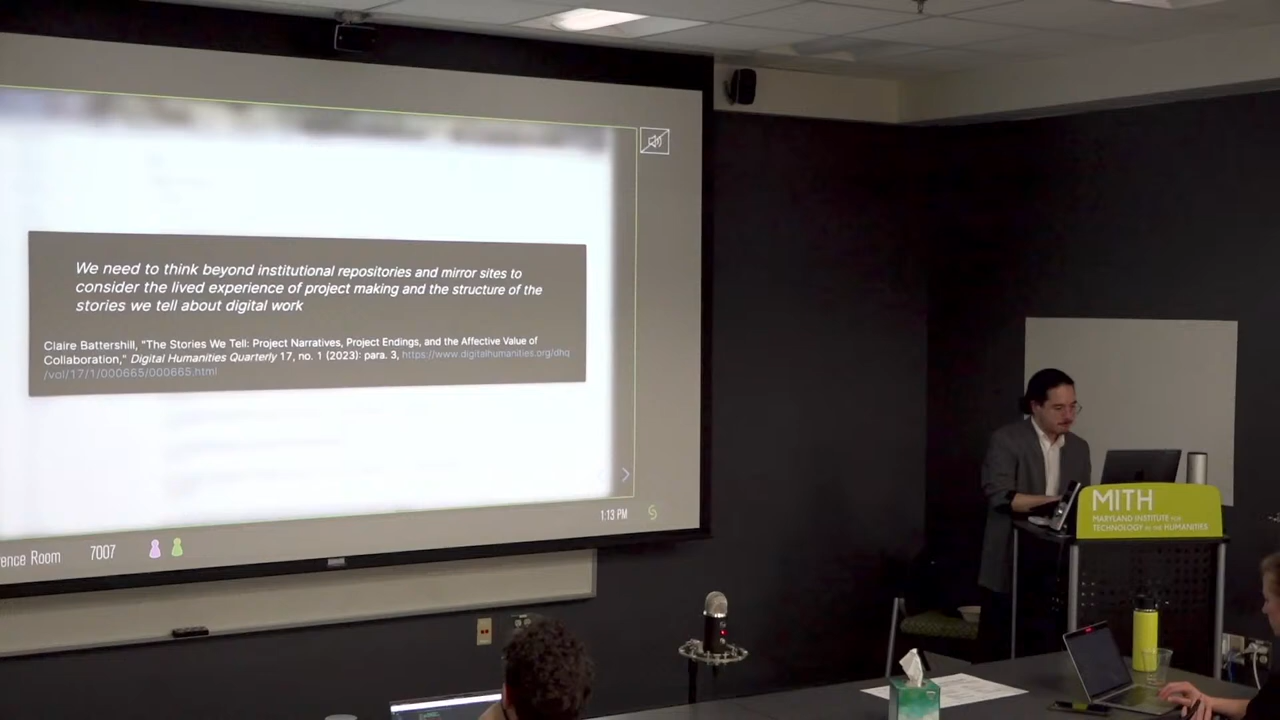 We need to think beyond institutional repositories and mirror sites to
consider the lived experience of project making and the structure of the
stories we tell about digital work
Claire Battershill, "The Stories We Tell: Project Narratives, Project Endings, and the Affective Value of
Collaboration," Digital Humanities Quarterly 17, no. 1 (2023): para. 3, https://www.digitalhumanities.org/dhq
/vol/17/1/000665/000665.html
1:13 PM
ence Room 7007
MITH
MARYLAND INSTITUTE FOR
TECHNOLOGY IN THE HUMANITIES